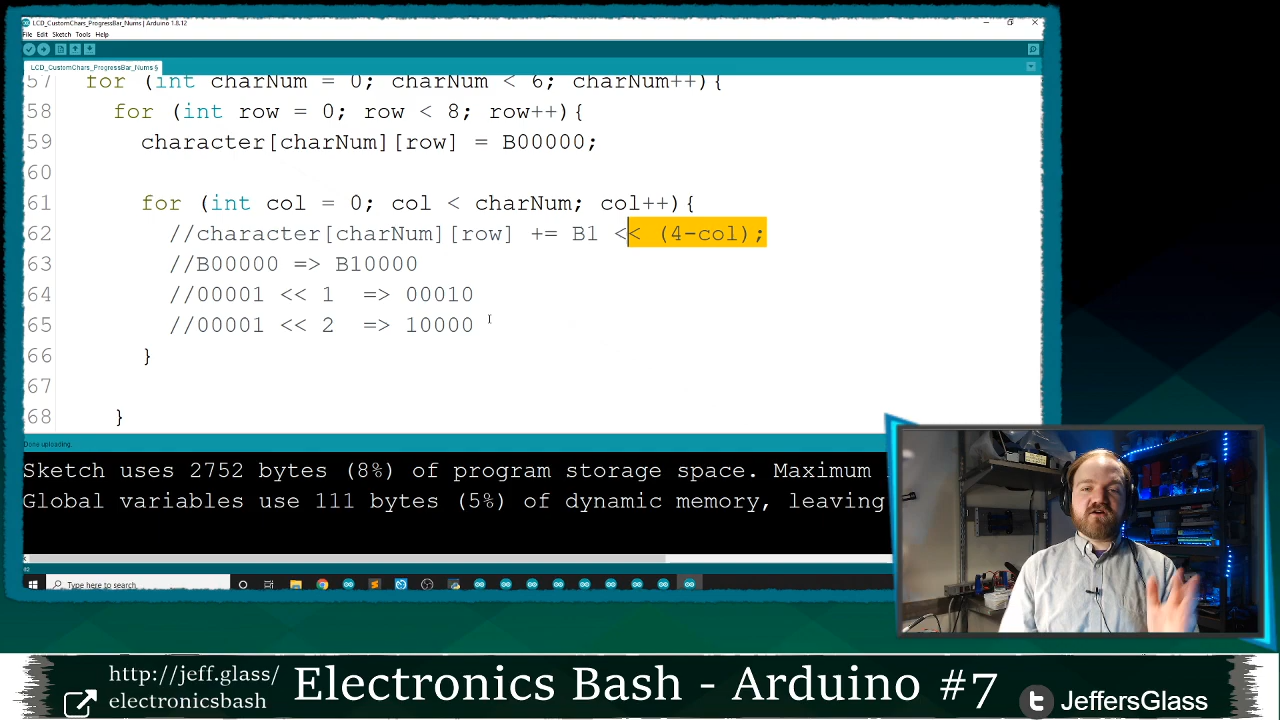 LCD_CustomChars_ProgressBar_Nums | Arduino 1.8.12
File Edit Sketch Tools Help
LCD_CustomChars_ProgressBar_Nums §
57 for (int charNum = 0; charNum < 6; charNum++){
58 for (int row = 0; row < 8; row++){
59 character[charNum][row] = B00000;
60
61 for (int col = 0; col < charNum; col++){
62 //character[charNum][row] += B1 << (4-col);
63 //B00000 => B10000
64 //00001 << 1 => 00010
65 //00001 << 2 => 10000
66 }
67
68 }
Done uploading.
Sketch uses 2752 bytes (8%) of program storage space. Maximum
Global variables use 111 bytes (5%) of dynamic memory, leaving
Type here to search
http://jeff.glass/
electronicsbash
Electronics Bash - Arduino #7
JeffersGlass